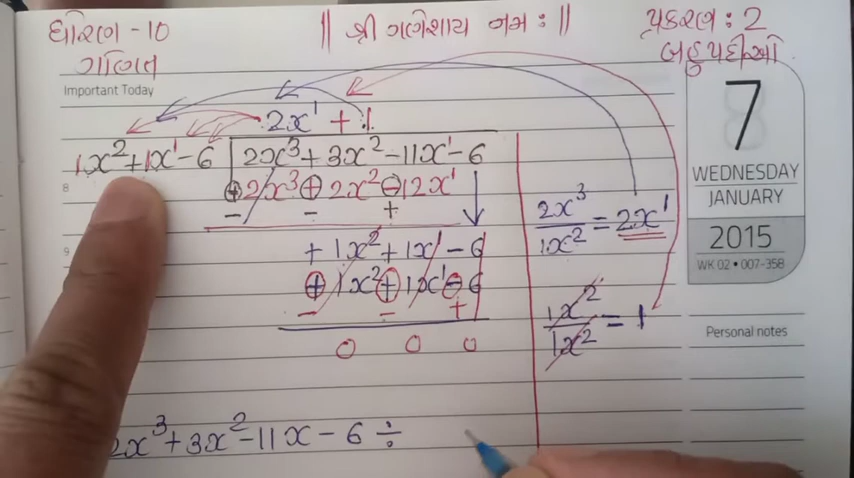 ધોરણ - 10
ગણિત
|| શ્રી ગણેશાય નમઃ ||
પ્રકરણ : 2
બહુપદીઓ
Important Today
7
WEDNESDAY
JANUARY
2015
WK 02 • 007-358
Personal notes
8
9
2x¹ + 1
1x² + 1x¹ - 6 | 2x³ + 3x² - 11x¹ - 6
⊕ 2x³ ⊕ 2x² ⊖ 12x¹
− − +
+ 1x² + 1x¹ - 6
⊕ 1x² ⊕ 1x¹ ⊖ 6
− − +
0 0 0
2x³/1x² = 2x¹
1x²/1x² = 1
2x³ + 3x² - 11x - 6 ÷